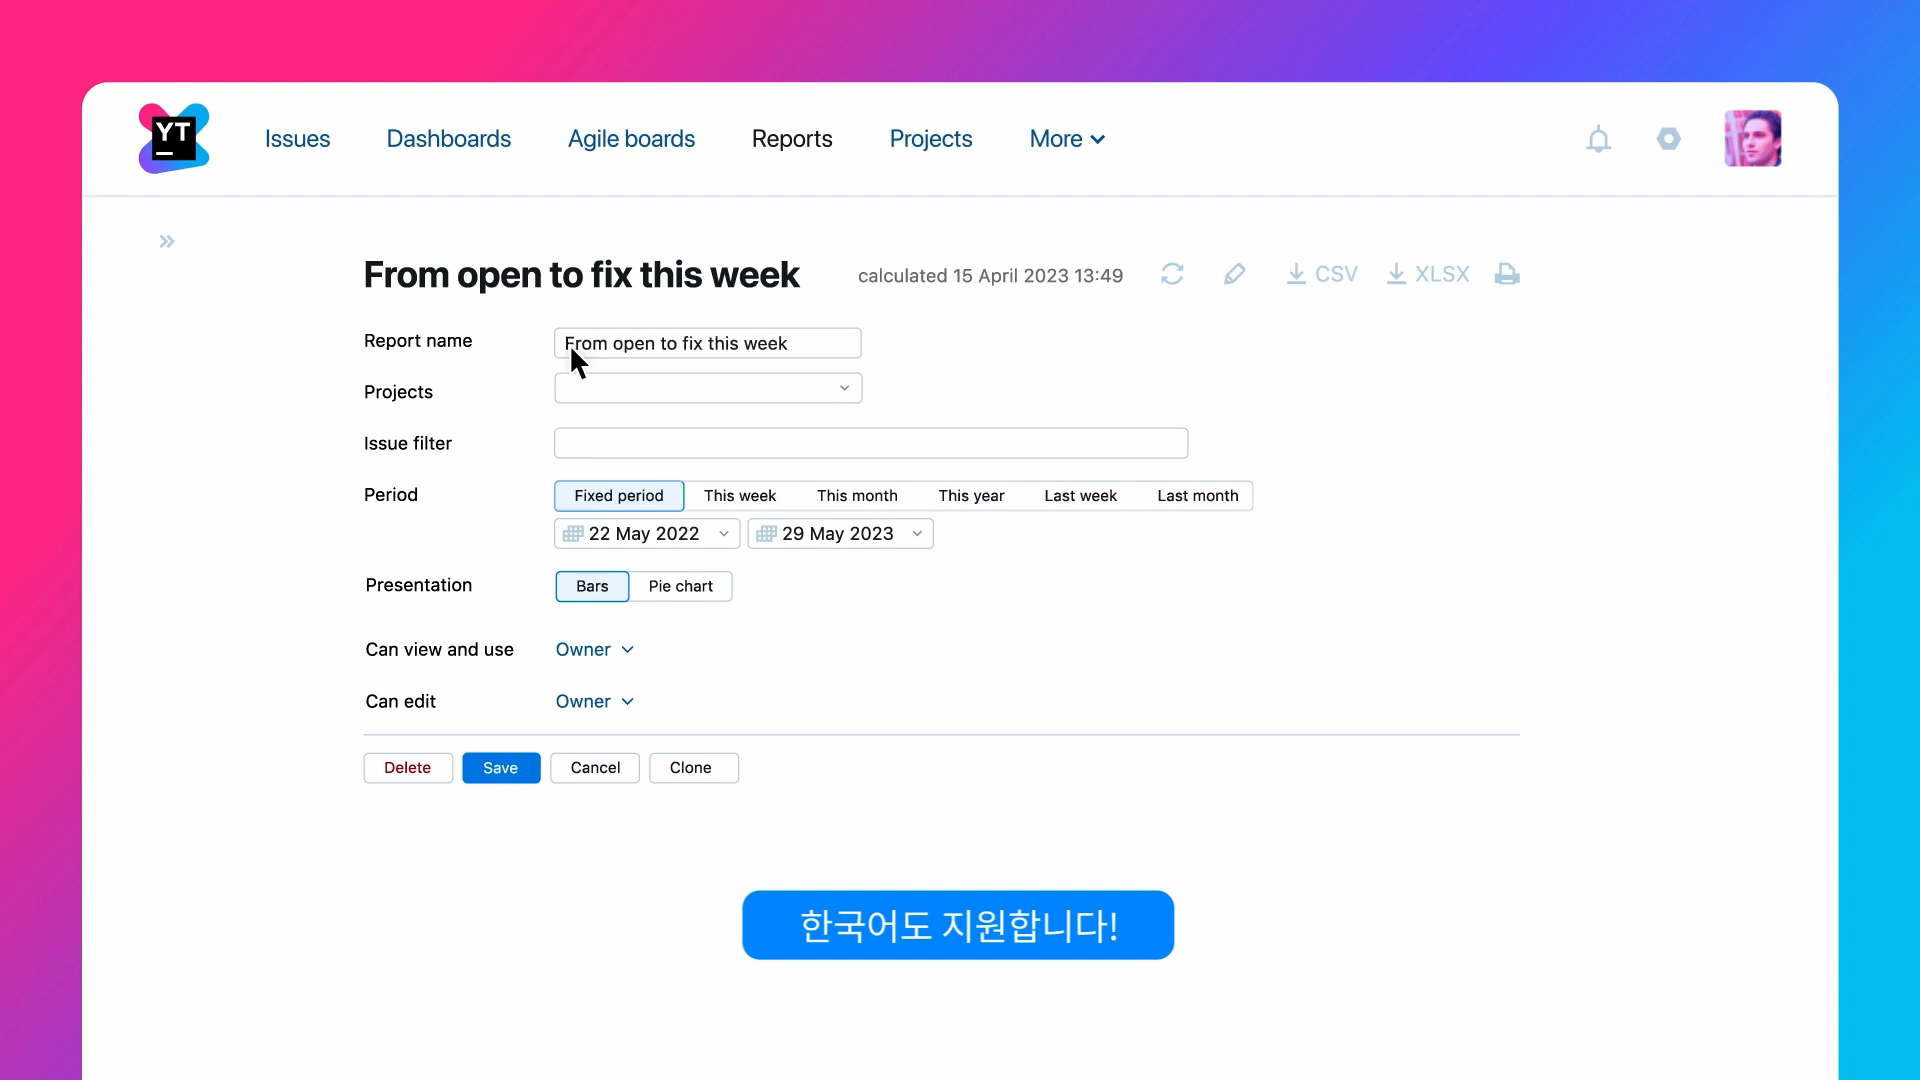 YT
Issues Dashboards Agile boards Reports Projects More
From open to fix this week calculated 15 April 2023 13:49 CSV XLSX
Report name From open to fix this week
Projects
Issue filter
Period Fixed period This week This month This year Last week Last month
22 May 2022 29 May 2023
Presentation Bars Pie chart
Can view and use Owner
Can edit Owner
Delete Save Cancel Clone
한국어도 지원합니다!